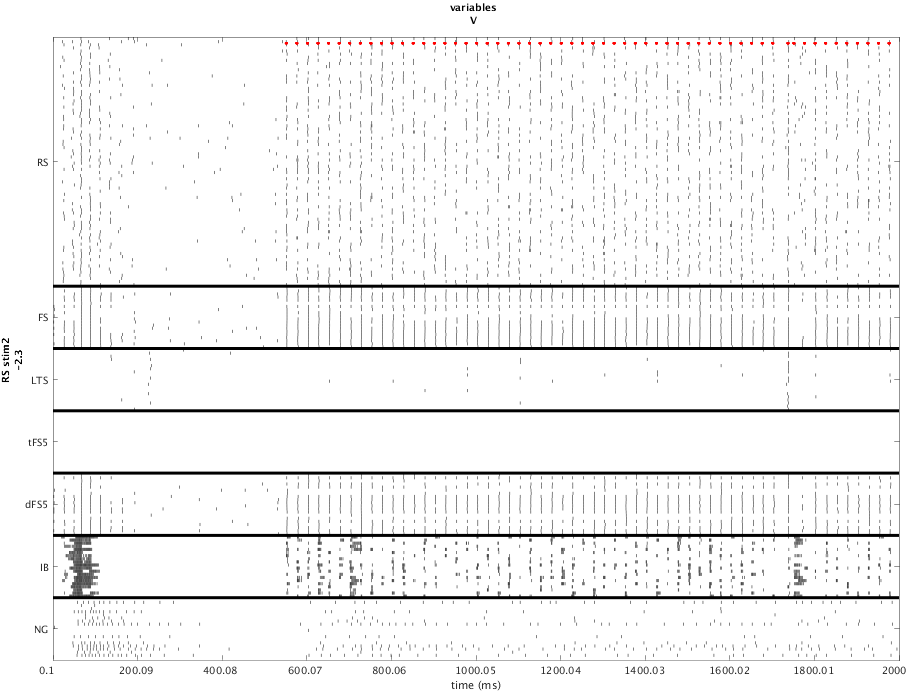 variables
V
RS
FS
LTS
tFS5
dFS5
IB
NG
RS stim2
-2.3
0.1 200.09 400.08 600.07 800.06 1000.05 1200.04 1400.03 1600.02 1800.01 2000
time (ms)